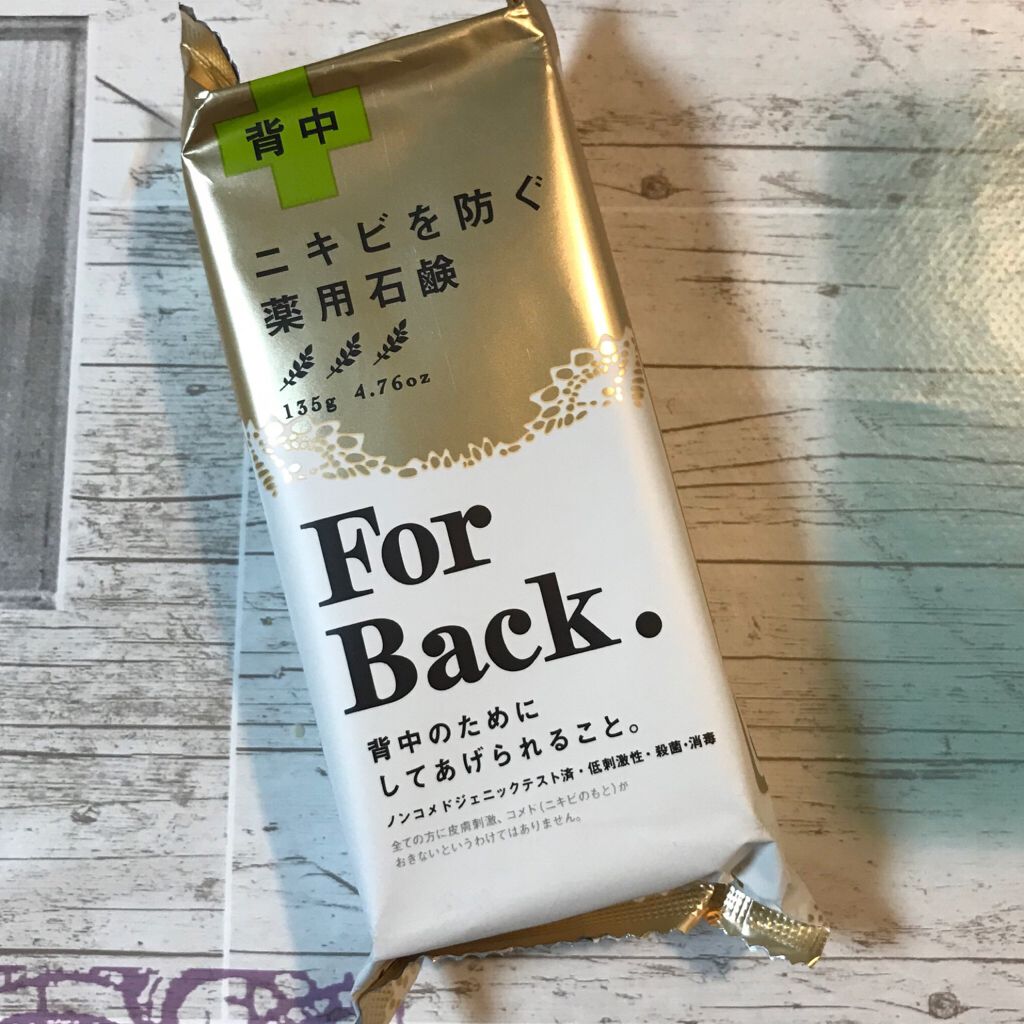 背中
ニキビを防ぐ
薬用石鹸
135g 4.76oz
For
Back.
背中のために
してあげられること。
ノンコメドジェニックテスト済・低刺激性・殺菌・消毒
全ての方に皮膚刺激、コメド(ニキビのもと)が
おきないというわけではありません。